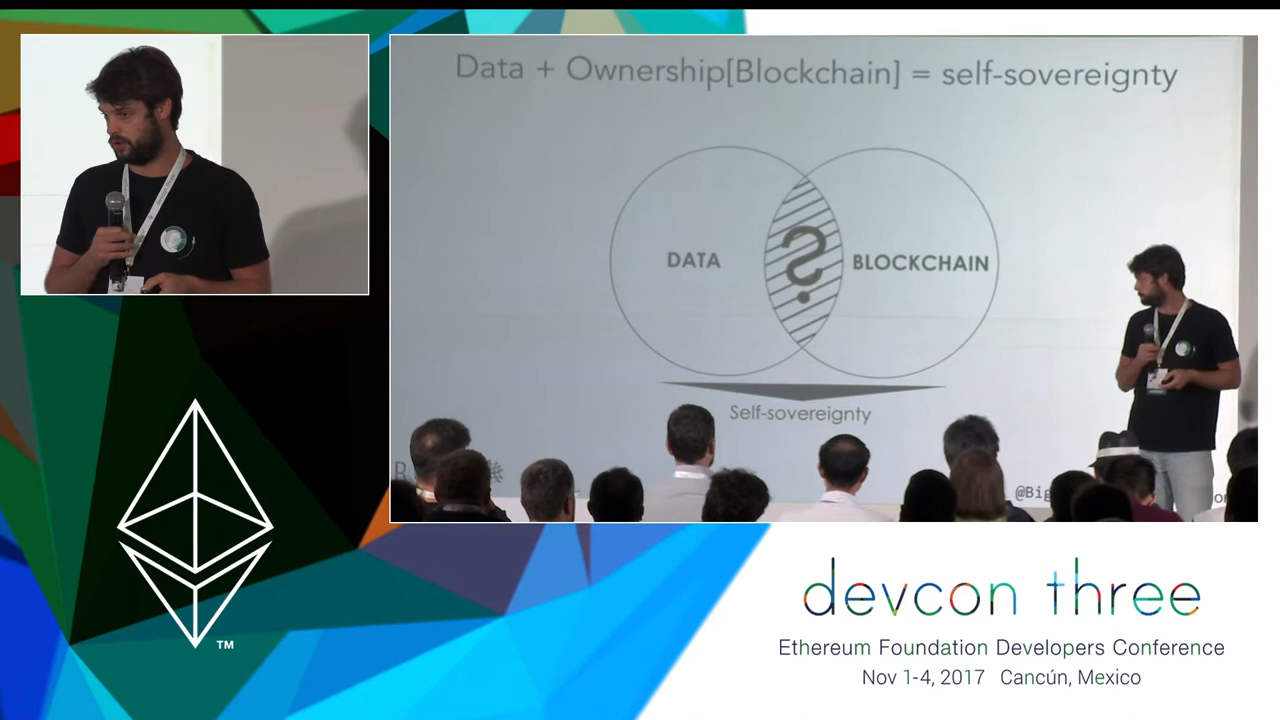 Data + Ownership[Blockchain] = self-sovereignty
DATA
?
BLOCKCHAIN
Self-sovereignty
@Big
TM
devcon three
Ethereum Foundation Developers Conference
Nov 1-4, 2017 Cancún, Mexico